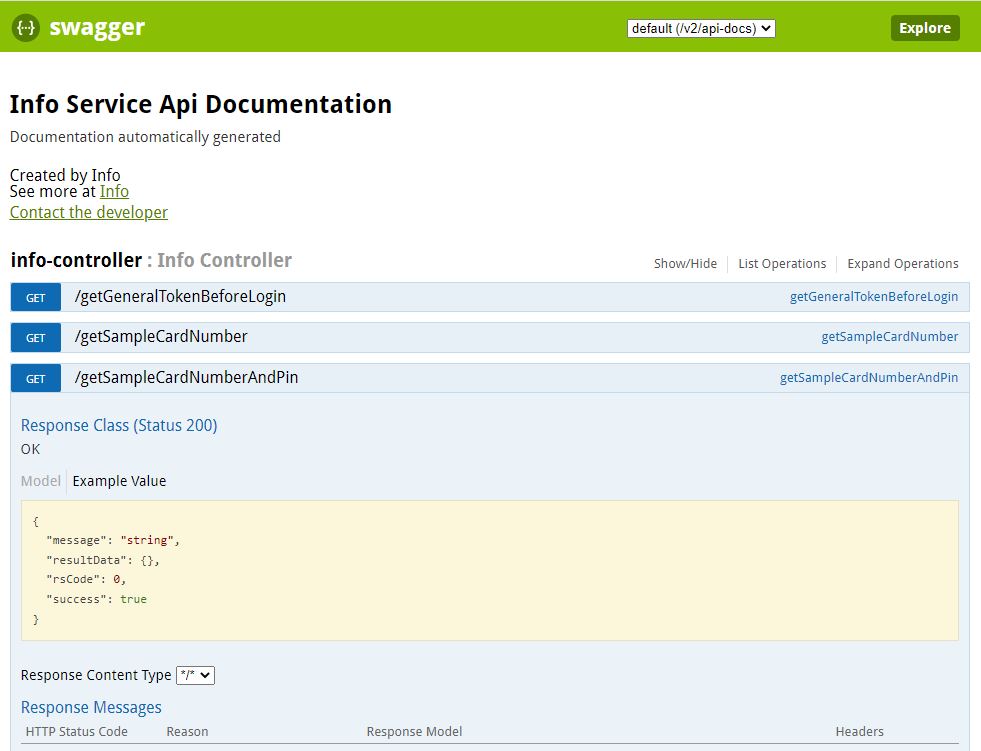 {···} swagger default (/v2/api-docs) Explore
Info Service Api Documentation
Documentation automatically generated
Created by Info
See more at Info
Contact the developer
info-controller : Info Controller Show/Hide List Operations Expand Operations
GET /getGeneralTokenBeforeLogin getGeneralTokenBeforeLogin
GET /getSampleCardNumber getSampleCardNumber
GET /getSampleCardNumberAndPin getSampleCardNumberAndPin
Response Class (Status 200)
OK
Model Example Value
{
  "message": "string",
  "resultData": {},
  "rsCode": 0,
  "success": true
}
Response Content Type */*
Response Messages
HTTP Status Code Reason Response Model Headers